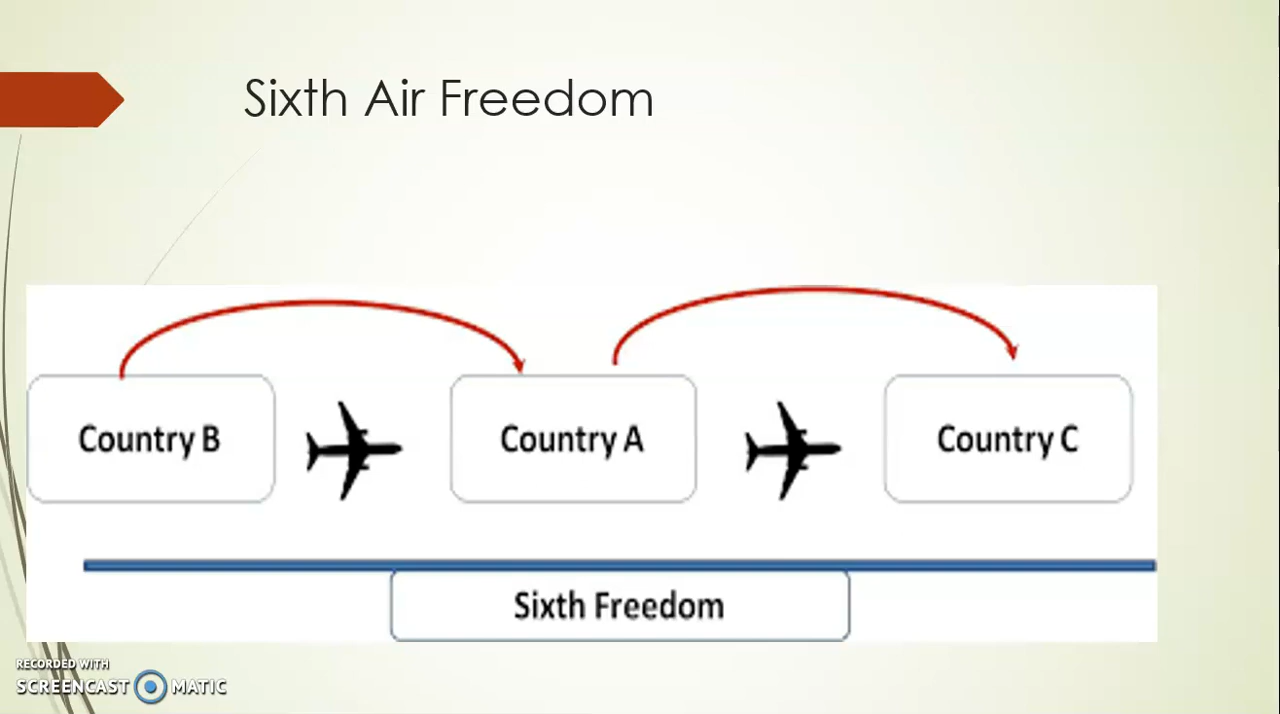 Sixth Air Freedom
Country B
Country A
Country C
Sixth Freedom
RECORDED WITH
SCREENCAST MATIC